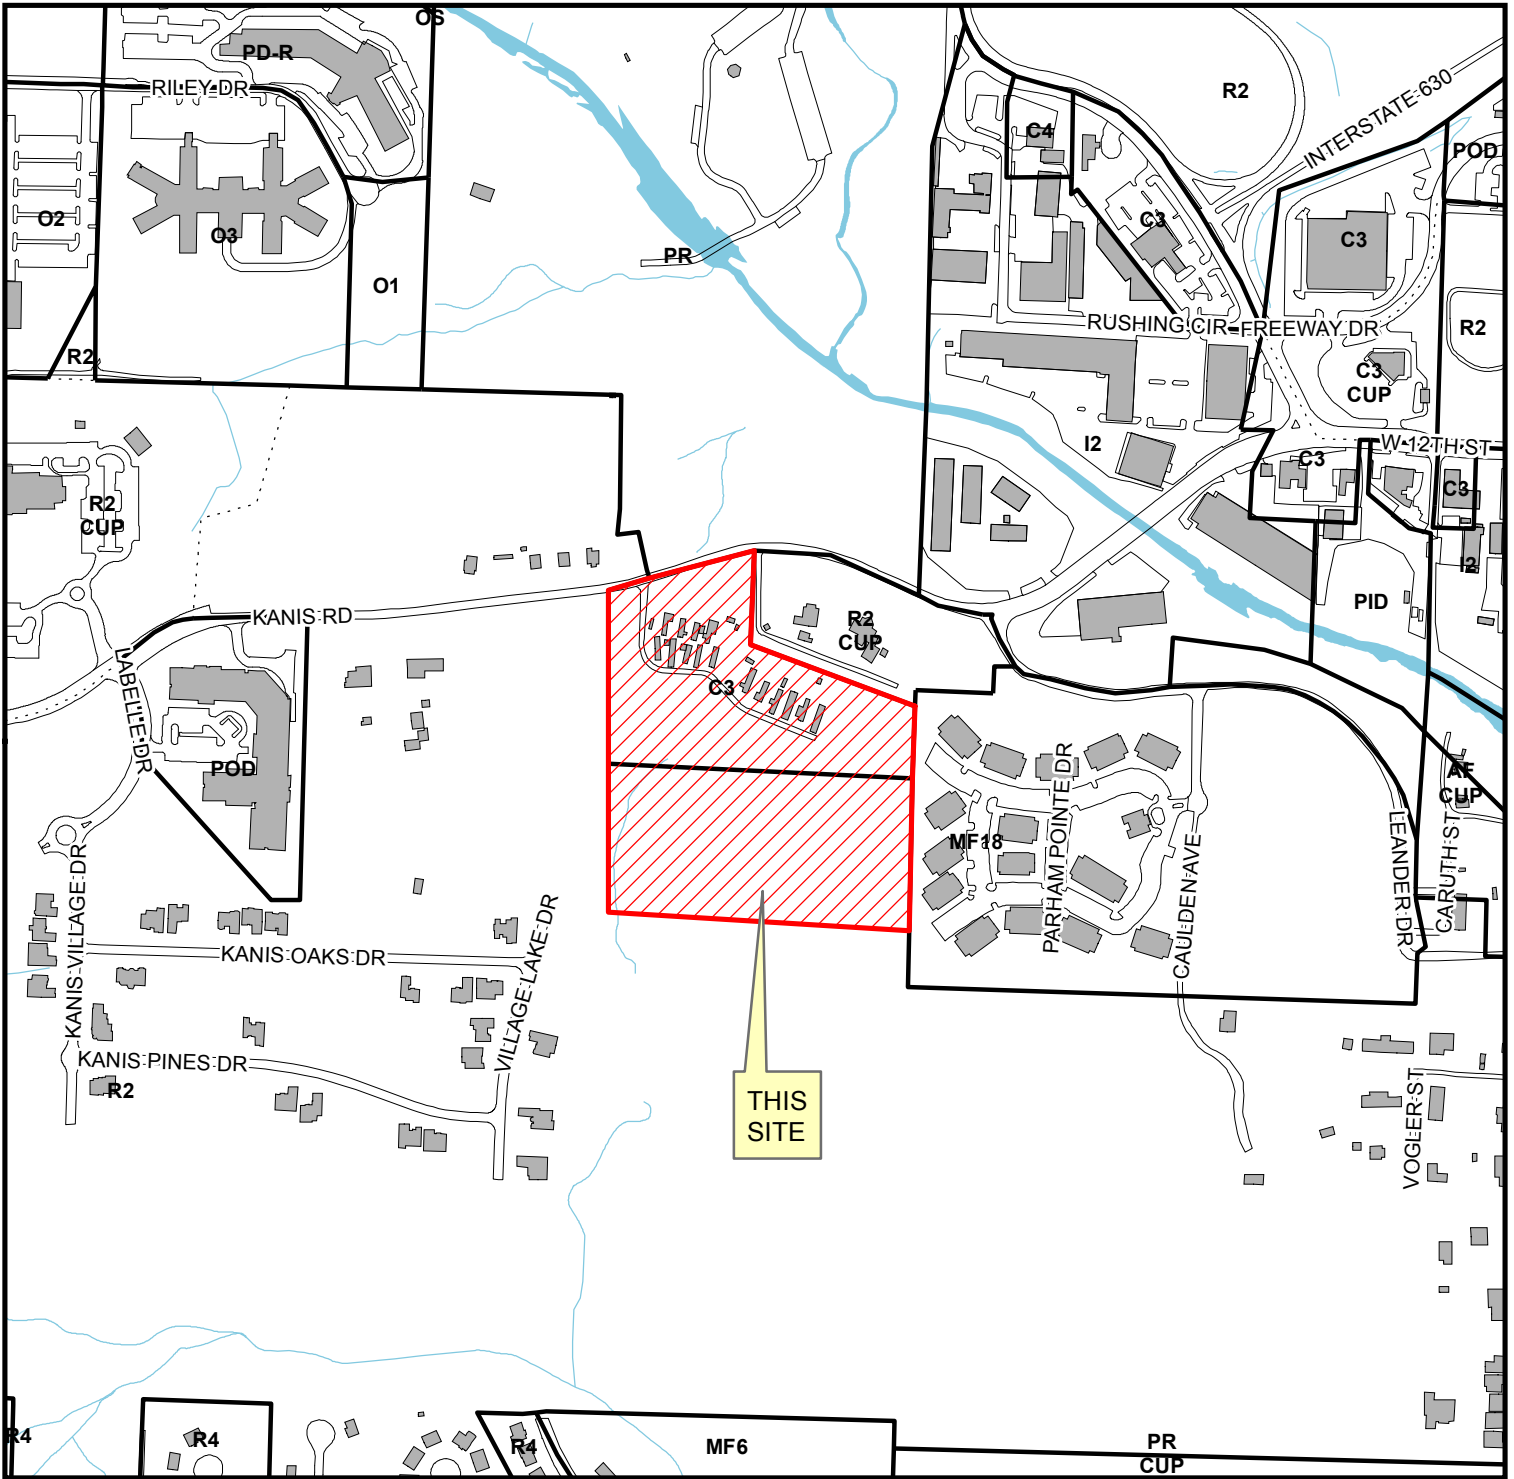 OS
PD-R
RILEY DR
R2
INTERSTATE 630
C4
POD
O2
O3
C3
C3
PR
O1
RUSHING CIR
FREEWAY DR
R2
R2
C3
CUP
I2
W 12TH ST
C3
C3
R2
CUP
I2
PID
KANIS RD
R2
CUP
LABELLE DR
C3
POD
PARHAM POINTE DR
AF
CUP
MF18
LEANDER DR
CARUTH ST
KANIS VILLAGE DR
CAULDEN AVE
KANIS OAKS DR
VILLAGE LAKE DR
KANIS PINES DR
R2
THIS
SITE
VOGLER ST
R4
R4
R4
MF6
PR
CUP